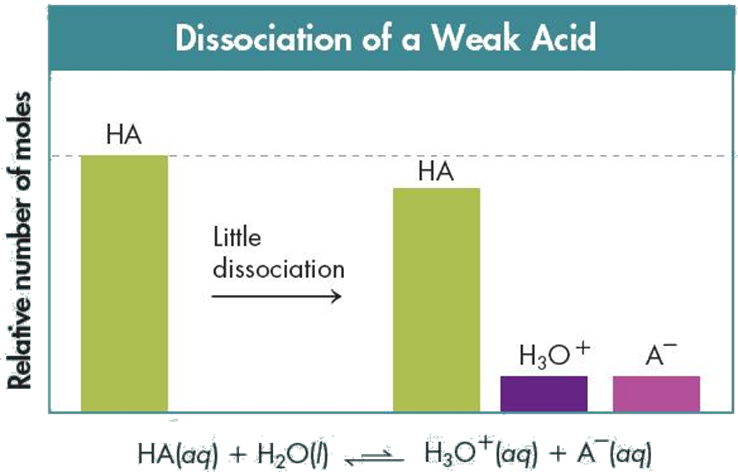 Dissociation of a Weak Acid
Relative number of moles
HA
HA
Little
dissociation
H₃O⁺
A⁻
HA(aq) + H₂O(l) ⇌ H₃O⁺(aq) + A⁻(aq)